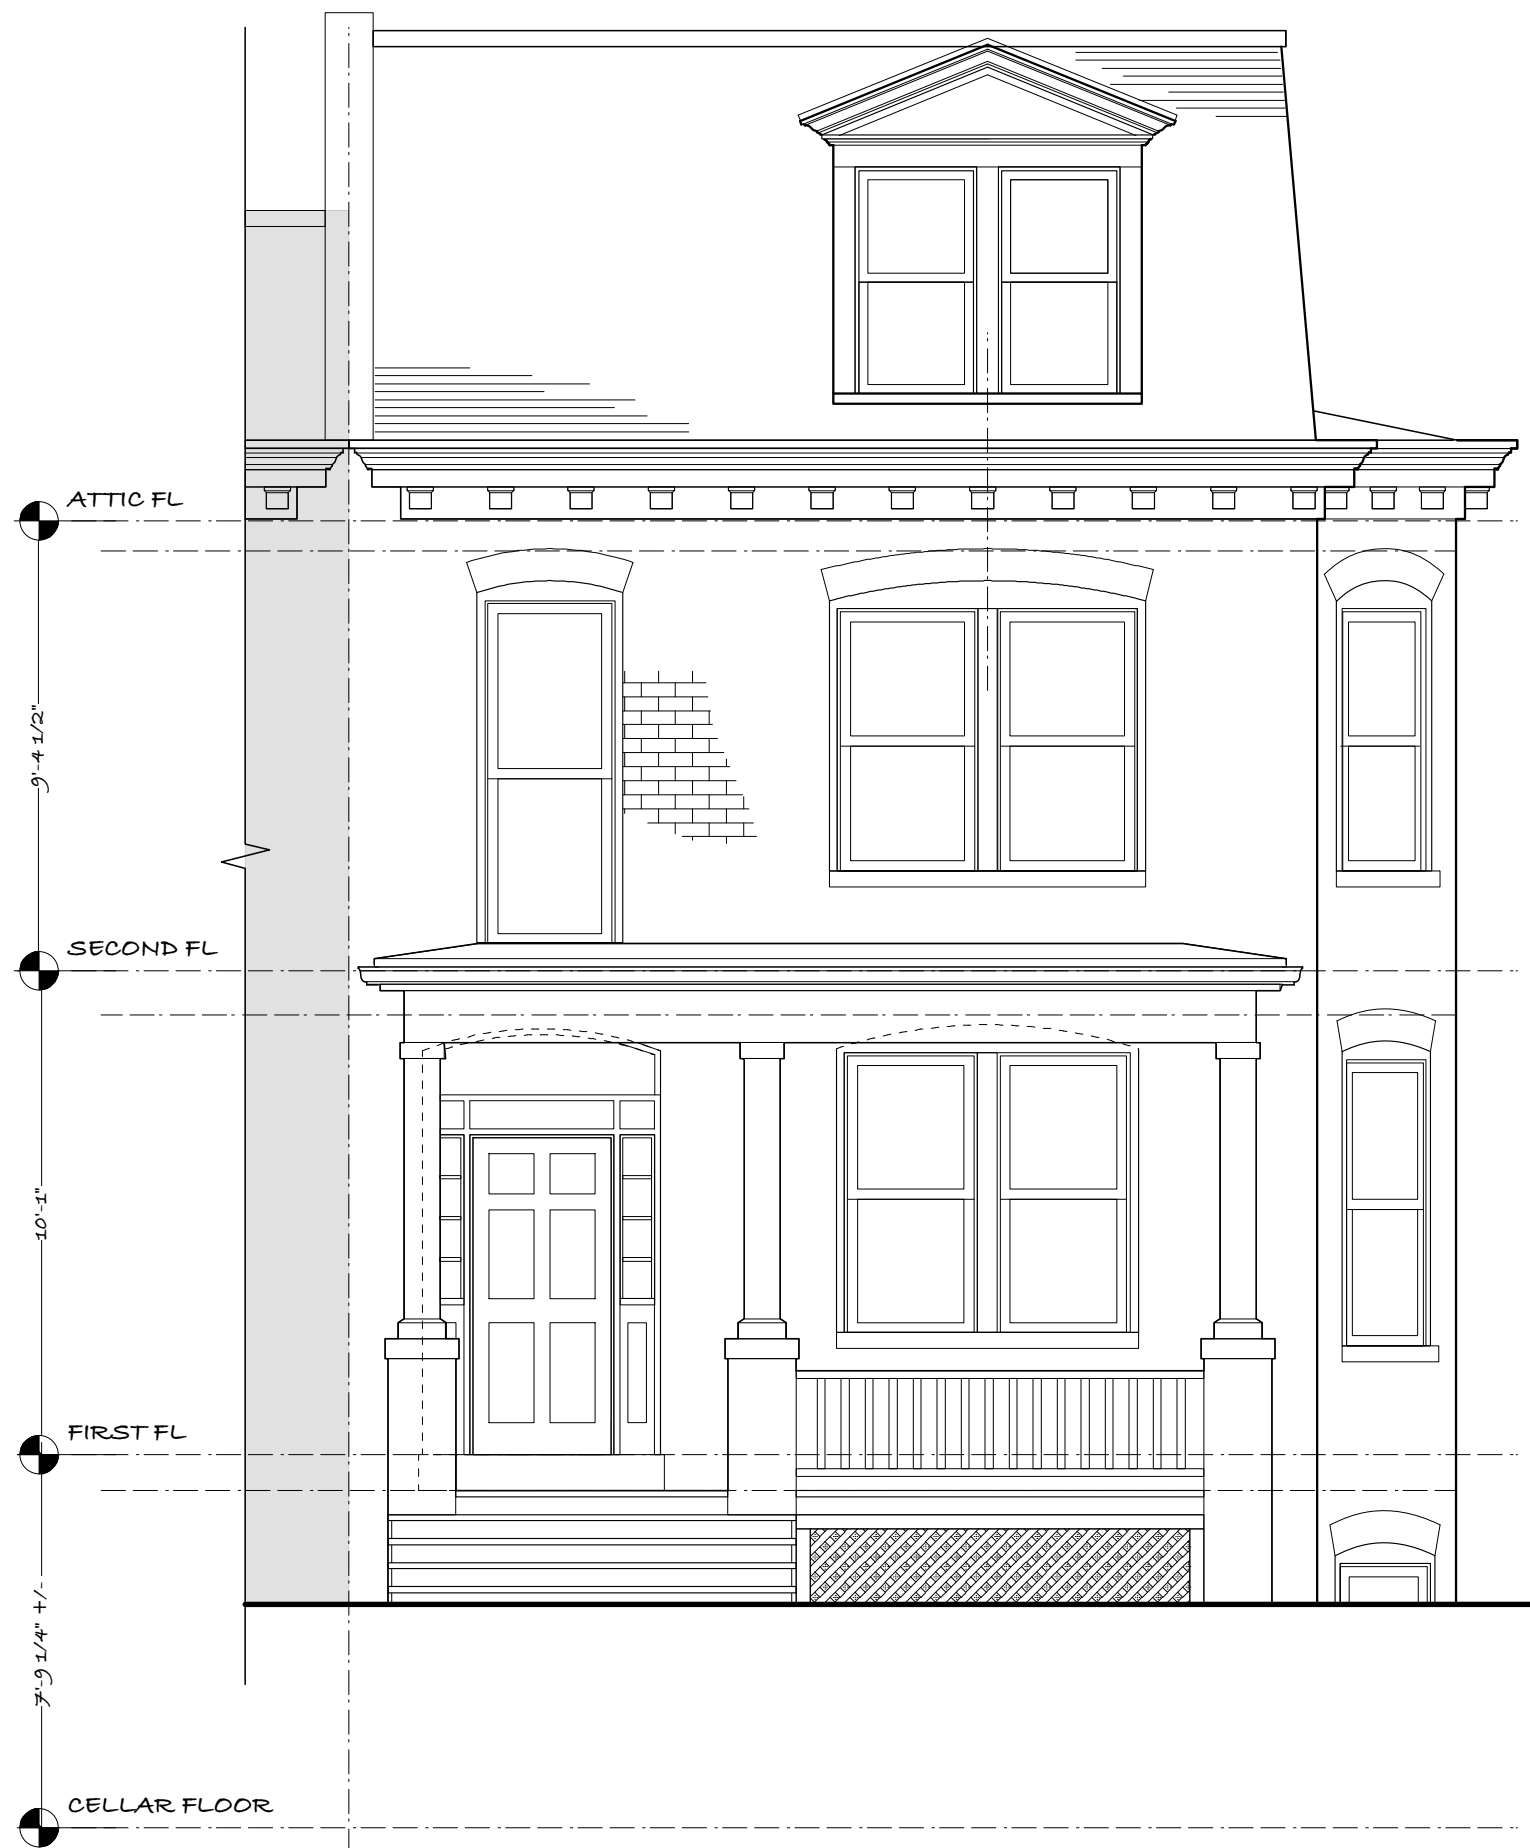 ATTIC FL
9'-4 1/2"
SECOND FL
10'-1"
FIRST FL
7'-9 1/4" +/-
CELLAR FLOOR